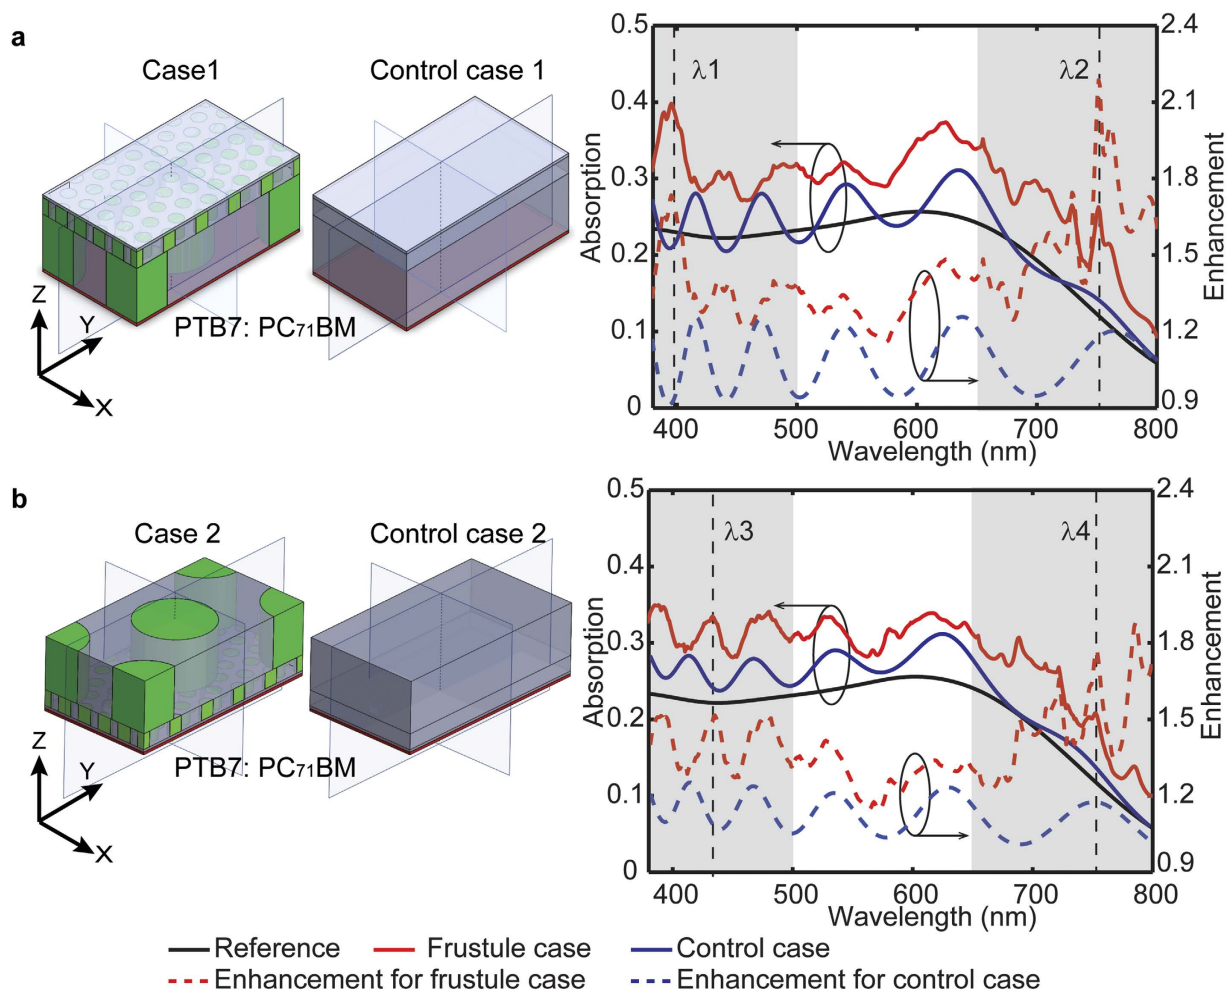 a
Case1
Control case 1
Z
Y
X
PTB7: PC71BM
0.5
0.4
0.3
0.2
0.1
0
Absorption
λ1
λ2
2.4
2.1
1.8
1.5
1.2
0.9
Enhancement
400 500 600 700 800
Wavelength (nm)
b
Case 2
Control case 2
Z
Y
X
PTB7: PC71BM
0.5
0.4
0.3
0.2
0.1
0
Absorption
λ3
λ4
2.4
2.1
1.8
1.5
1.2
0.9
Enhancement
400 500 600 700 800
Wavelength (nm)
Reference Frustule case Control case
Enhancement for frustule case Enhancement for control case